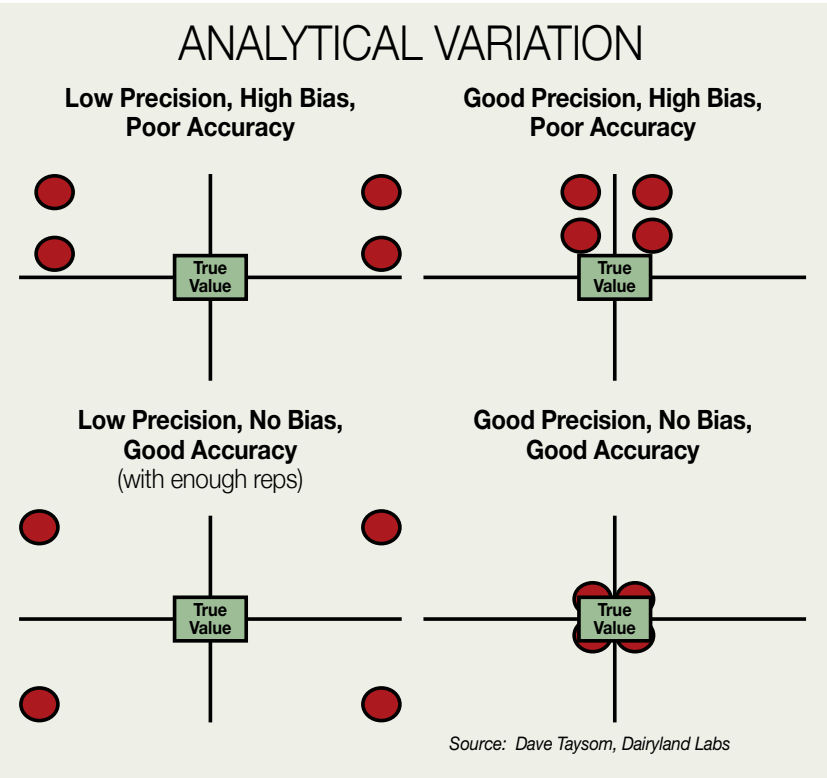 ANALYTICAL VARIATION
Low Precision, High Bias,
Poor Accuracy
Good Precision, High Bias,
Poor Accuracy
True
Value
True
Value
Low Precision, No Bias,
Good Accuracy
(with enough reps)
Good Precision, No Bias,
Good Accuracy
True
Value
True
Value
Source: Dave Taysom, Dairyland Labs